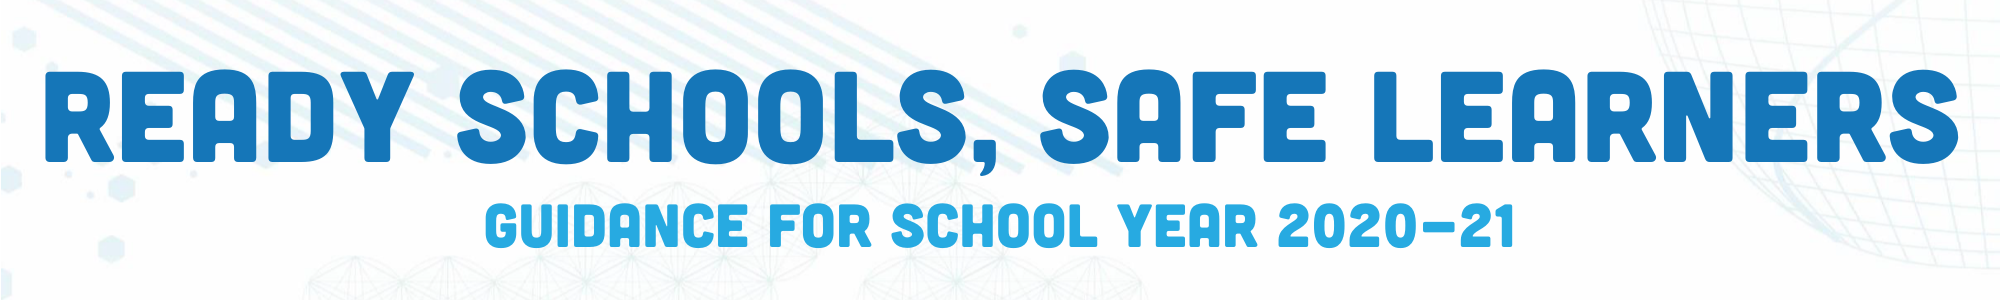 READY SCHOOLS, SAFE LEARNERS
GUIDANCE FOR SCHOOL YEAR 2020–21